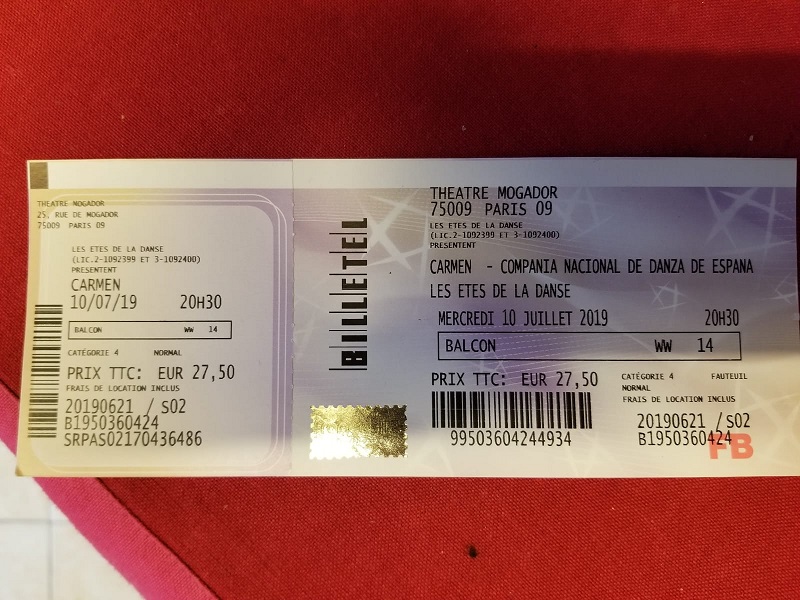 THEATRE MOGADOR
25, RUE DE MOGADOR
75009 PARIS 09
LES ETES DE LA DANSE
(LIC.2-1092399 ET 3-1092400)
PRESENTENT
CARMEN
10/07/19 20H30
BALCON WW 14
CATÉGORIE 4 NORMAL
PRIX TTC: EUR 27,50
FRAIS DE LOCATION INCLUS
20190621 / S02
B1950360424
SRPAS02170436486
BILLETEL
THEATRE MOGADOR
75009 PARIS 09
LES ETES DE LA DANSE
(LIC.2-1092399 ET 3-1092400)
PRESENTENT
CARMEN - COMPANIA NACIONAL DE DANZA DE ESPANA
LES ETES DE LA DANSE
MERCREDI 10 JUILLET 2019 20H30
BALCON WW 14
PRIX TTC: EUR 27,50
CATÉGORIE 4 FAUTEUIL
NORMAL
FRAIS DE LOCATION INCLUS
99503604244934
20190621 / S02
B1950360424
FB